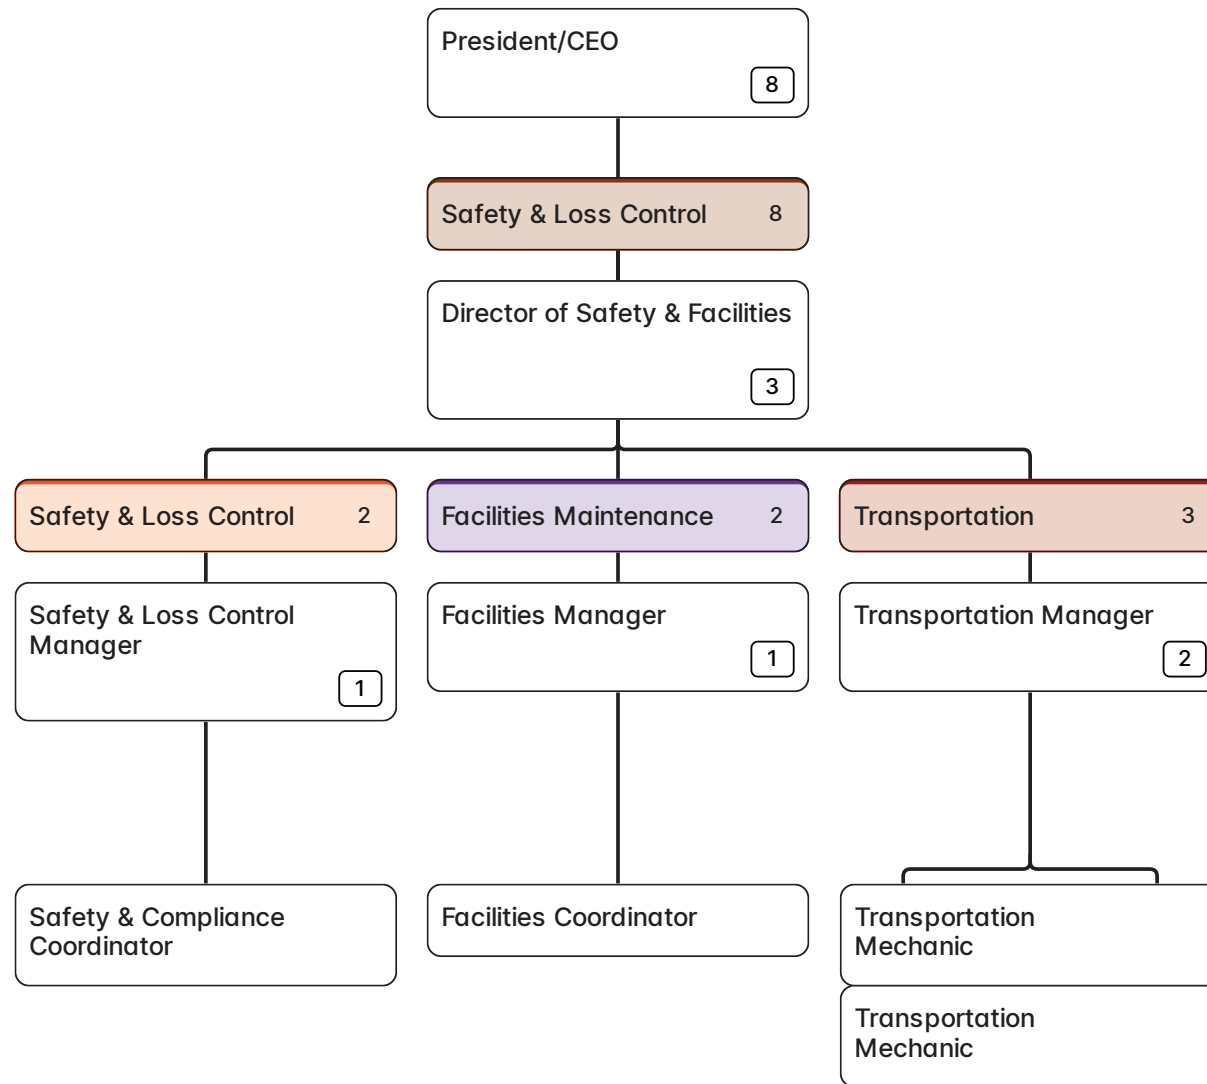 President/CEO
8
Safety & Loss Control 8
Director of Safety & Facilities
3
Safety & Loss Control 2
Facilities Maintenance 2
Transportation 3
Safety & Loss Control
Manager
1
Facilities Manager
1
Transportation Manager
2
Safety & Compliance
Coordinator
Facilities Coordinator
Transportation
Mechanic
Transportation
Mechanic